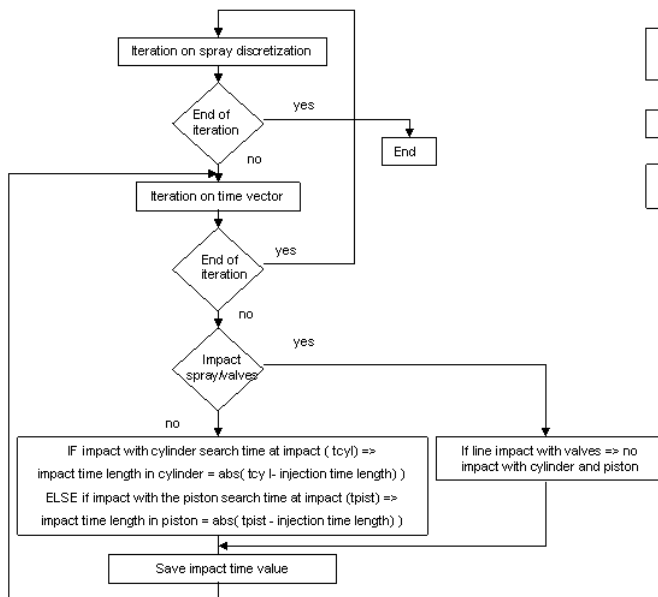 Iteration on spray discretization
End of
iteration
yes
End
no
Iteration on time vector
End of
iteration
yes
no
Impact
spray/valves
yes
no
IF impact with cylinder search time at impact ( tcyl) =>
impact time length in cylinder = abs( tcy l- injection time length) )
ELSE if impact with the piston search time at impact (tpist) =>
impact time length in piston = abs( tpist - injection time length) )
If line impact with valves => no
impact with cylinder and piston
Save impact time value